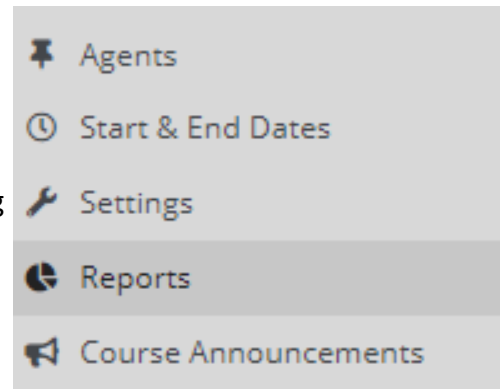 Agents
Start & End Dates
Settings
Reports
Course Announcements